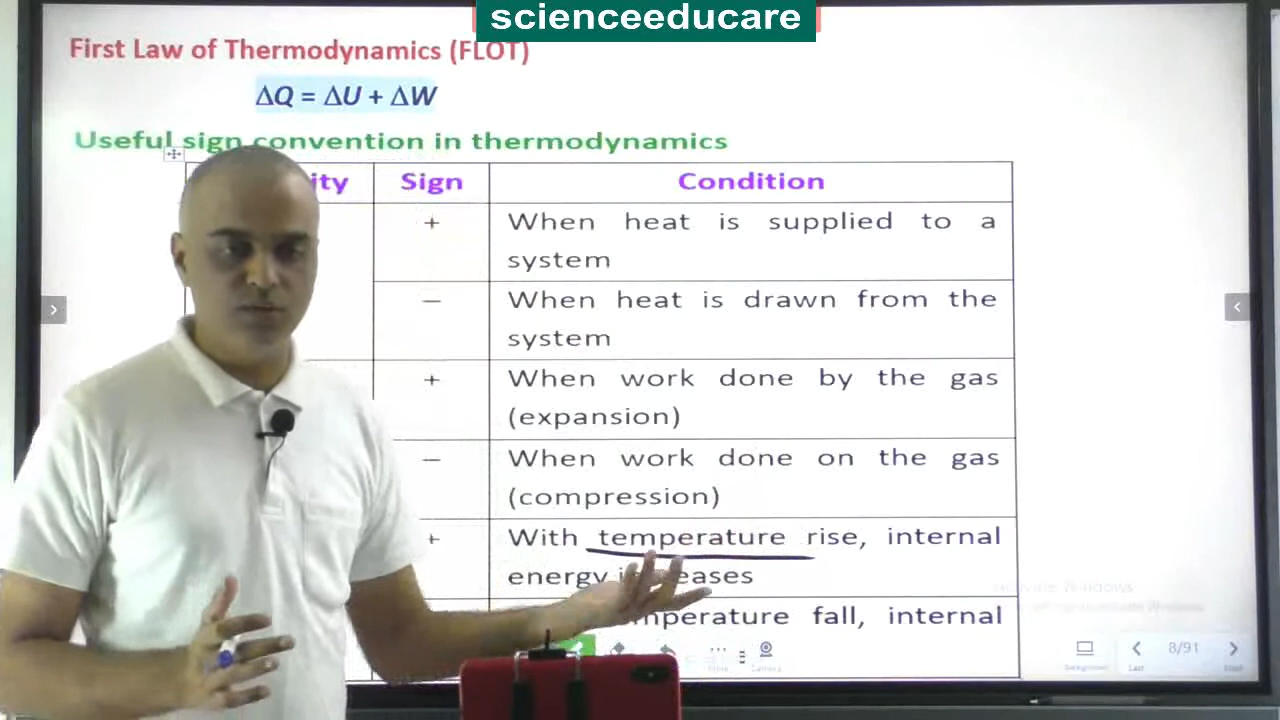 scienceeducare
First Law of Thermodynamics (FLOT)
ΔQ = ΔU + ΔW
Useful sign convention in thermodynamics
Sign
Condition
+
When heat is supplied to a
system
−
When heat is drawn from the
system
+
When work done by the gas
(expansion)
−
When work done on the gas
(compression)
+
With temperature rise, internal
energy
fall, internal
8/91